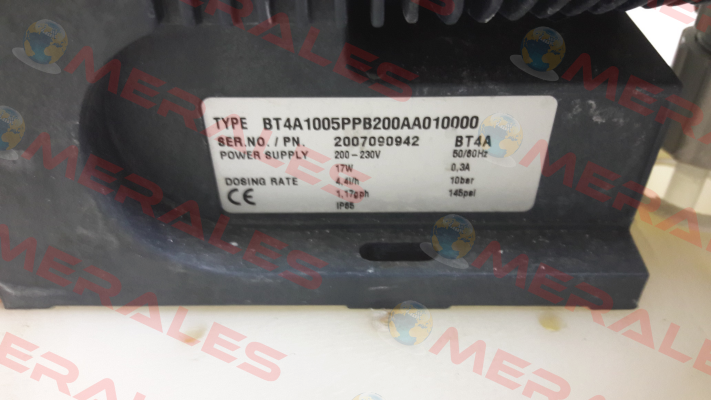 TYPE BT4A1005PPB200AA010000
SER.NO. / PN. 2007090942 BT4A
POWER SUPPLY 200-230V 50/60Hz
17W 0,3A
DOSING RATE 4,4l/h 10bar
CE 1,17gph 145psi
IP65
MERALES
MERALES
MERALES
MERALES
MERALES
MERALES